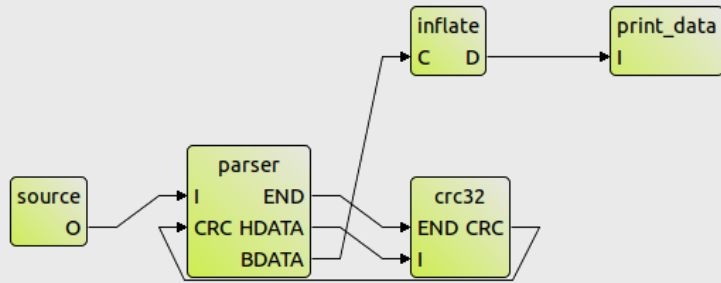 inflate
C D
print_data
I
source
O
parser
I END
CRC HDATA
BDATA
crc32
END CRC
I